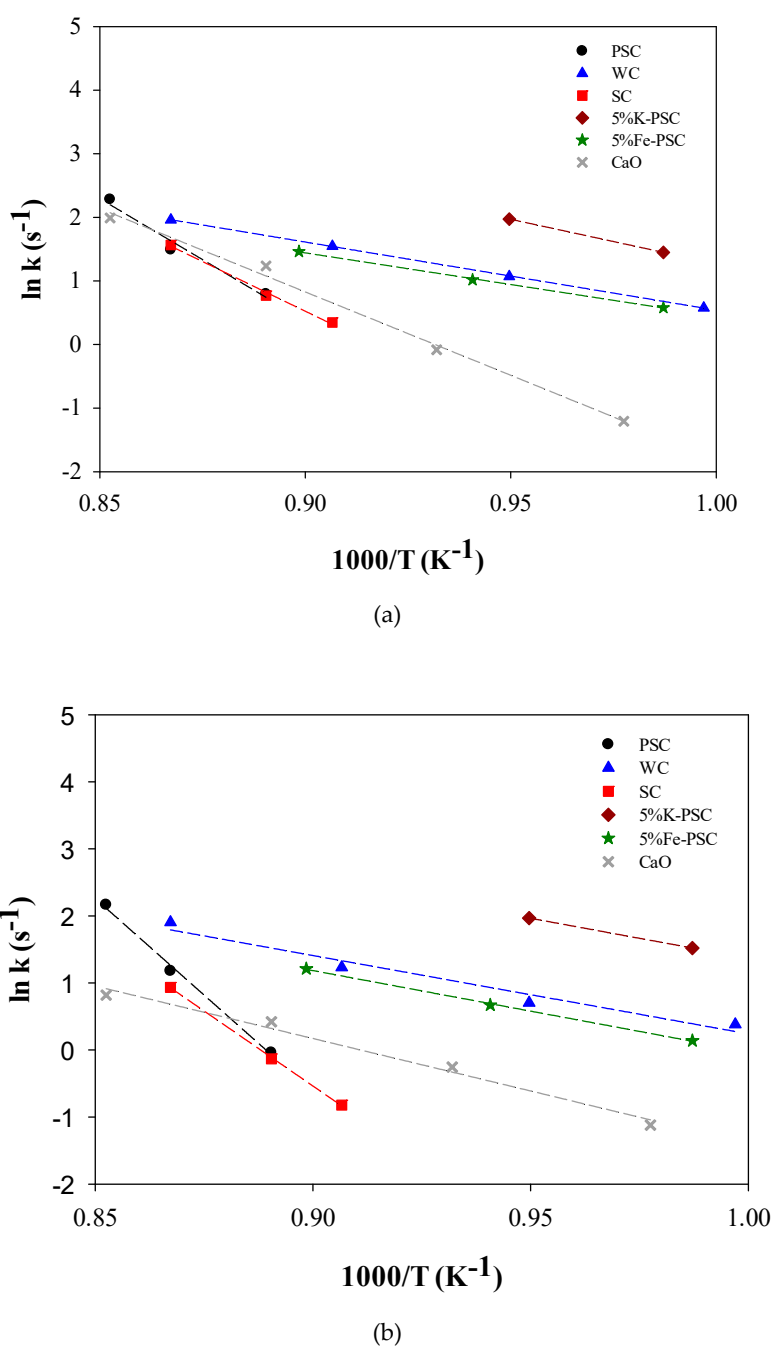 5
PSC
WC
4
SC
5%K-PSC
3
5%Fe-PSC
CaO
2
1
0
-1
-2
ln k (s⁻¹)
0.85 0.90 0.95 1.00
1000/T (K⁻¹)
(a)
5
PSC
WC
4
SC
5%K-PSC
3
5%Fe-PSC
CaO
2
1
0
-1
-2
ln k (s⁻¹)
0.85 0.90 0.95 1.00
1000/T (K⁻¹)
(b)